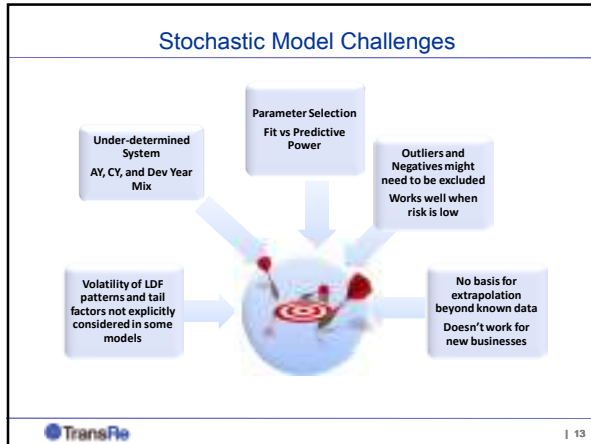 Stochastic Model Challenges
Parameter Selection
Fit vs Predictive
Power
Under-determined
System
AY, CY, and Dev Year
Mix
Outliers and
Negatives might
need to be excluded
Works well when
risk is low
Volatility of LDF
patterns and tail
factors not explicitly
considered in some
models
No basis for
extrapolation
beyond known data
Doesn't work for
new businesses
TransRe
| 13